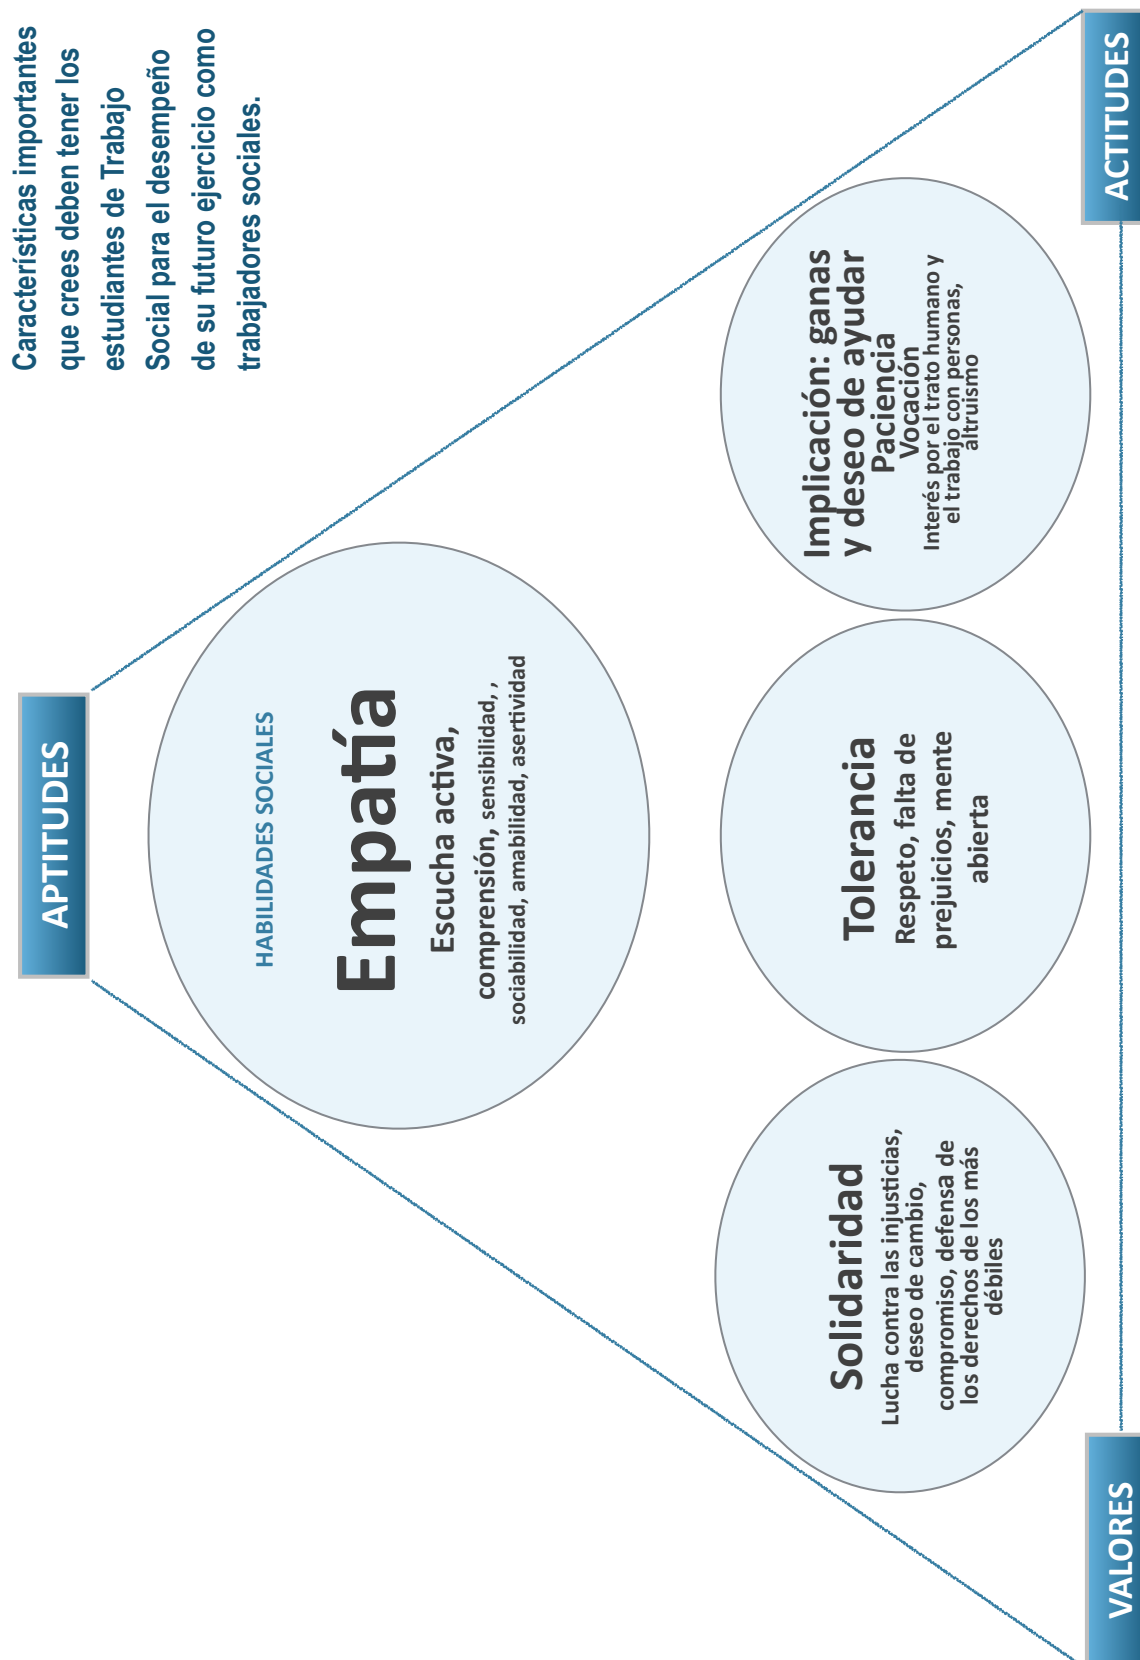 Características importantes
que crees deben tener los
estudiantes de Trabajo
Social para el desempeño
de su futuro ejercicio como
trabajadores sociales.
APTITUDES
HABILIDADES SOCIALES
Empatía
Escucha activa,
comprensión, sensibilidad, ,
sociabilidad, amabilidad, asertividad
Solidaridad
Lucha contra las injusticias,
deseo de cambio,
compromiso, defensa de
los derechos de los más
débiles
Tolerancia
Respeto, falta de
prejuicios, mente
abierta
Implicación: ganas
y deseo de ayudar
Paciencia
Vocación
Interés por el trato humano y
el trabajo con personas,
altruismo
VALORES
ACTITUDES